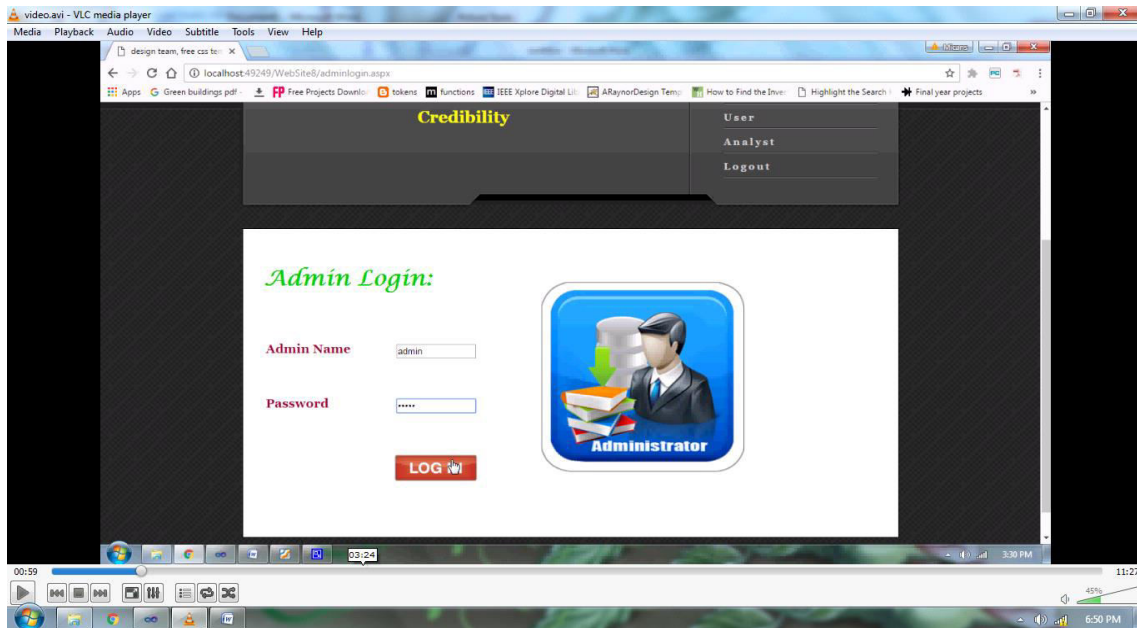 video.avi - VLC media player
Media Playback Audio Video Subtitle Tools View Help
design team, free css te
localhost:49249/WebSite8/adminlogin.aspx
Apps Green buildings pdf - Free Projects Downlo tokens functions IEEE Xplore Digital Lib ARaynorDesign Temp How to Find the Inve Highlight the Search Final year projects »
Credibility
User
Analyst
Logout
Admin Login:
Admin Name admin
Password •••••
LOG
Administrator
03:24
3:30 PM
00:59 11:27
45%
6:50 PM